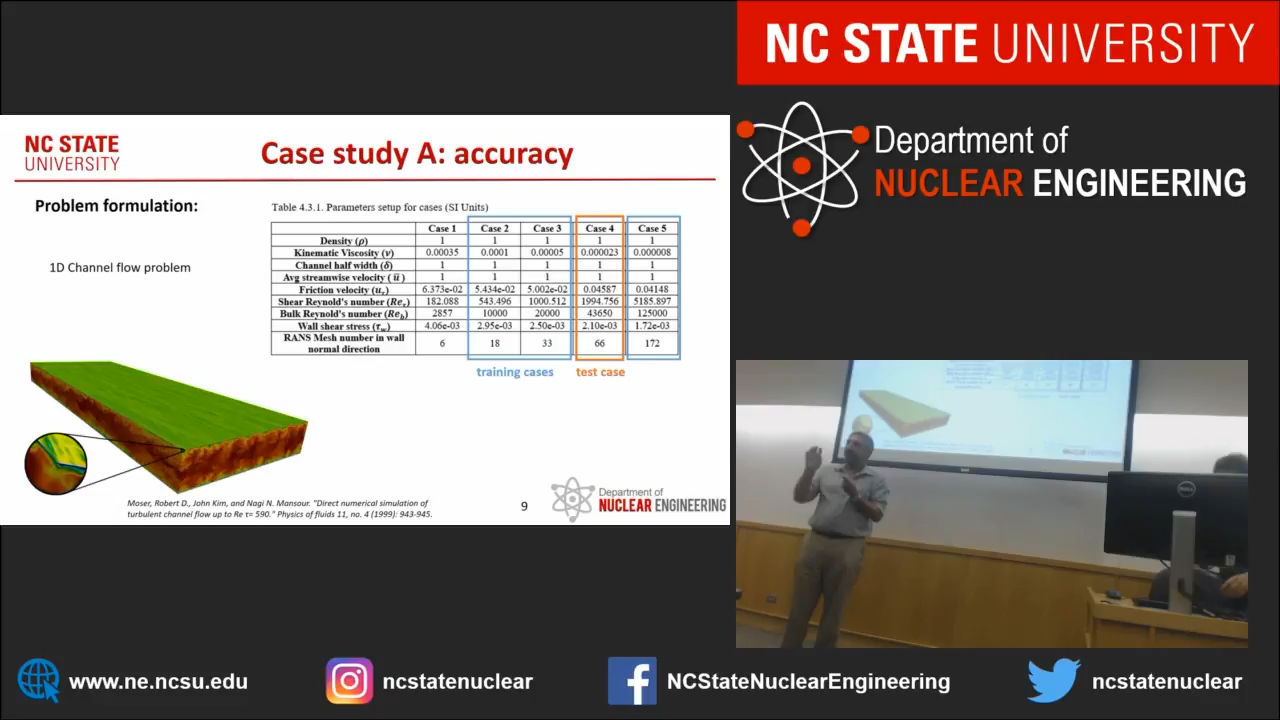 NC STATE UNIVERSITY
Department of
NUCLEAR ENGINEERING
NC STATE
UNIVERSITY
Case study A: accuracy
Problem formulation:
1D Channel flow problem
Table 4.3.1. Parameters setup for cases (SI Units)
Case 1 Case 2 Case 3 Case 4 Case 5
Density (ρ) 1 1 1 1 1
Kinematic Viscosity (ν) 0.00035 0.0001 0.00005 0.000023 0.000008
Channel half width (δ) 1 1 1 1 1
Avg streamwise velocity (ū) 1 1 1 1 1
Friction velocity (uτ) 6.373e-02 5.434e-02 5.002e-02 0.04587 0.04148
Shear Reynold's number (Reτ) 182.088 543.496 1000.512 1994.756 5185.897
Bulk Reynold's number (Reb) 2857 10000 20000 43650 125000
Wall shear stress (τw) 4.06e-03 2.95e-03 2.50e-03 2.10e-03 1.72e-03
RANS Mesh number in wall
normal direction 6 18 33 66 172
training cases test case
Moser, Robert D., John Kim, and Nagi N. Mansour. "Direct numerical simulation of
turbulent channel flow up to Re τ= 590." Physics of fluids 11, no. 4 (1999): 943-945.
9
Department of
NUCLEAR ENGINEERING
DELL
www.ne.ncsu.edu
ncstatenuclear
NCStateNuclearEngineering
ncstatenuclear